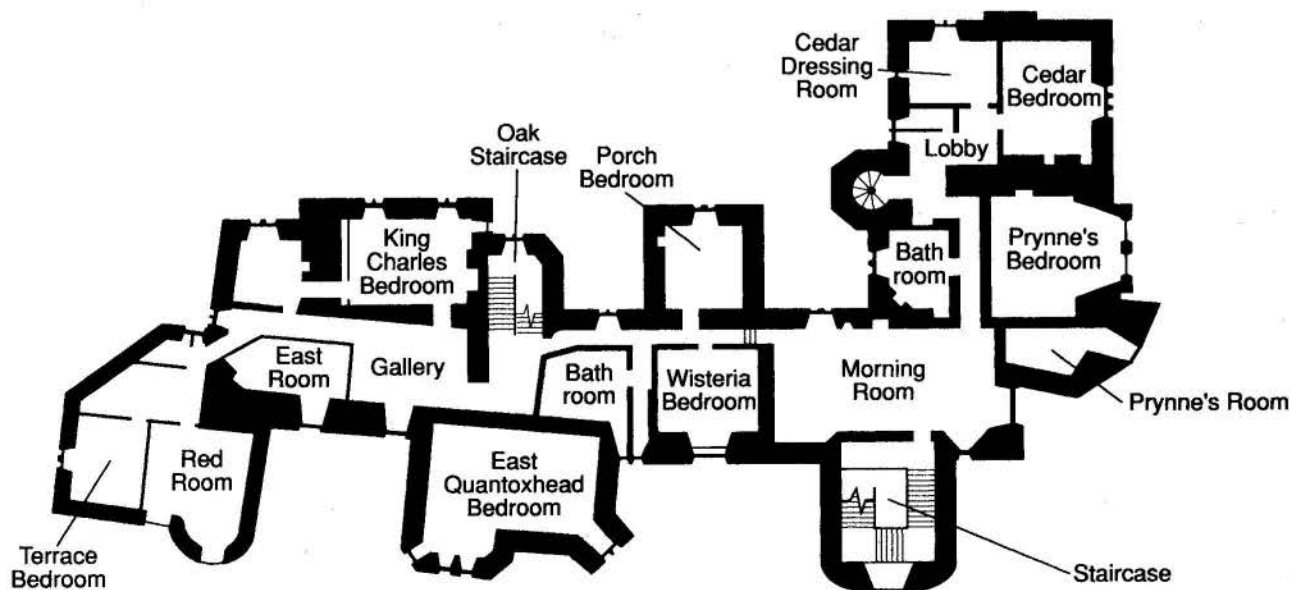 Cedar
Dressing
Room
Cedar
Bedroom
Oak
Staircase
Porch
Bedroom
Lobby
King
Charles
Bedroom
Bath
room
Prynne's
Bedroom
East
Room
Gallery
Bath
room
Wisteria
Bedroom
Morning
Room
Prynne's Room
Red
Room
East
Quantoxhead
Bedroom
Terrace
Bedroom
Staircase